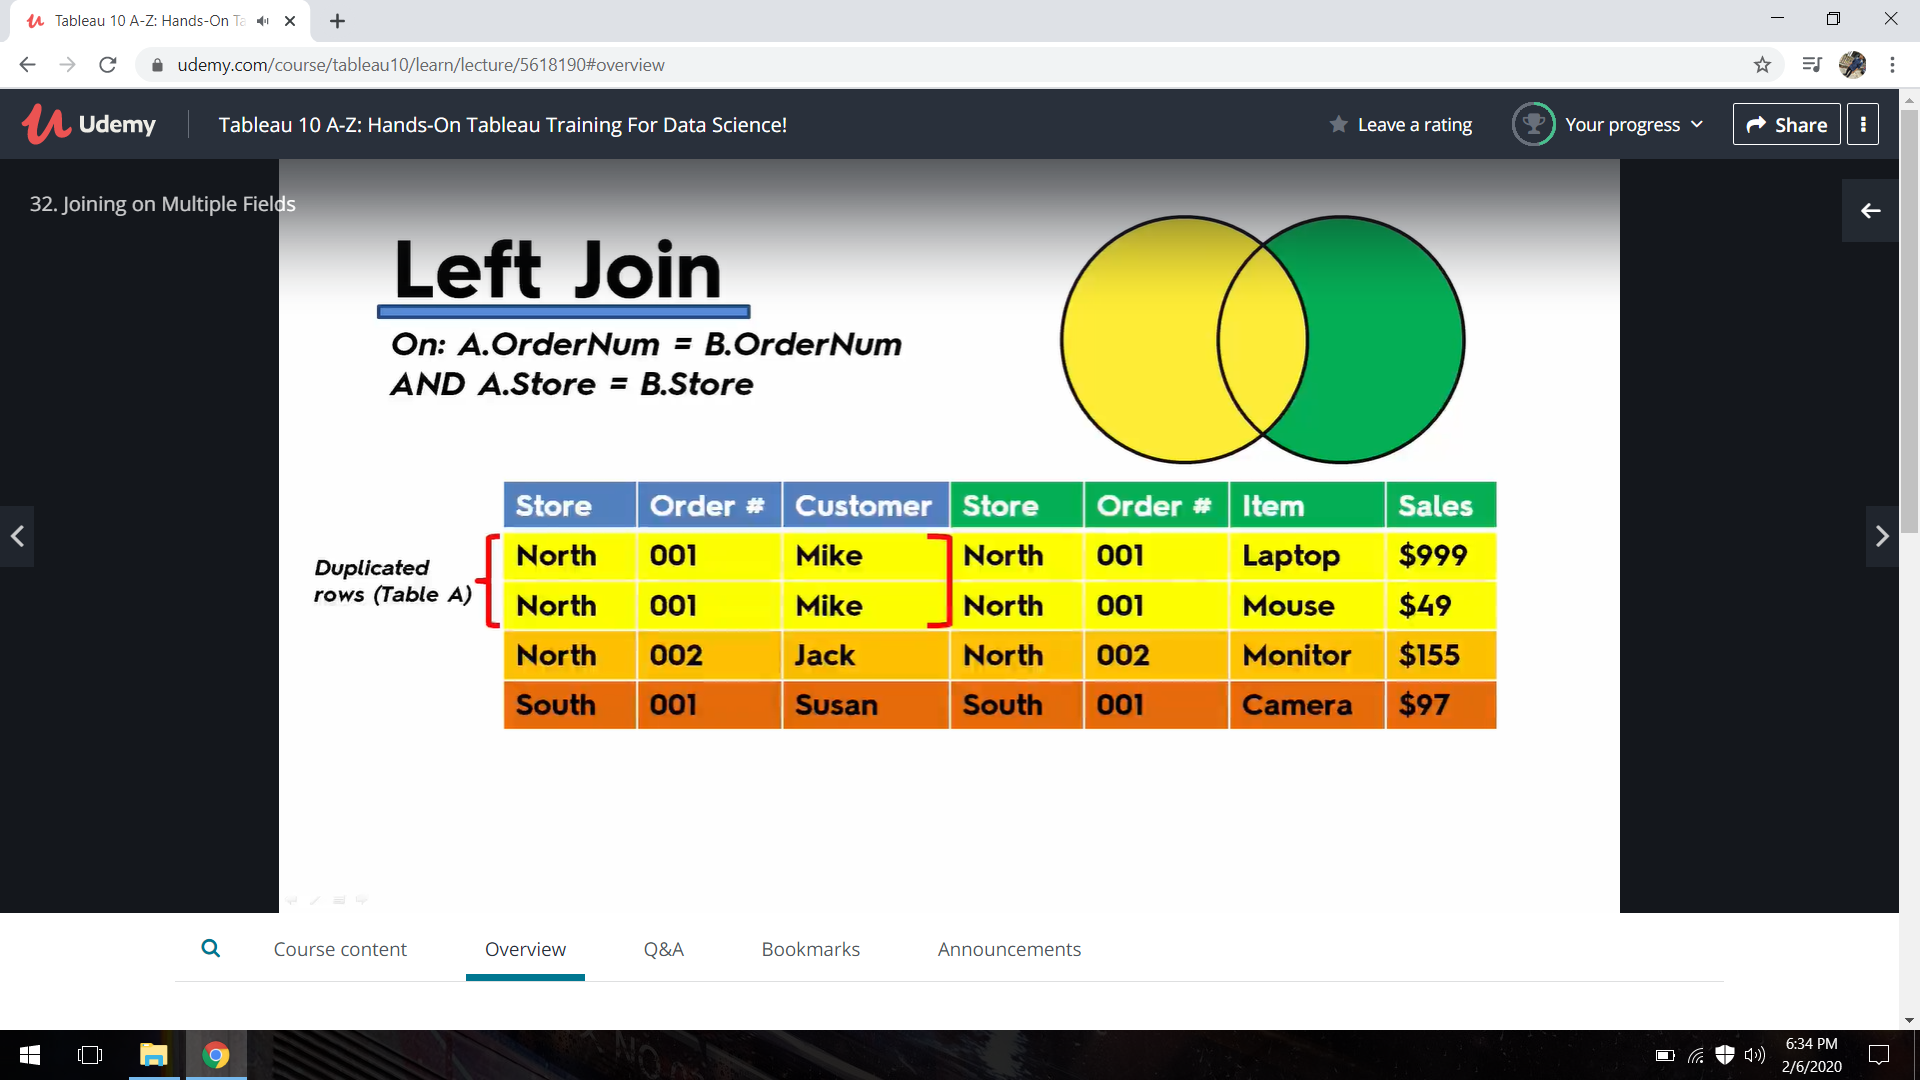 Tableau 10 A-Z: Hands-On Ta
udemy.com/course/tableau10/learn/lecture/5618190#overview
Udemy
Tableau 10 A-Z: Hands-On Tableau Training For Data Science!
Leave a rating
Your progress
Share
32. Joining on Multiple Fields
Left Join
On: A.OrderNum = B.OrderNum
AND A.Store = B.Store
Store Order # Customer Store Order # Item Sales
Duplicated
rows (Table A)
North 001 Mike North 001 Laptop $999
North 001 Mike North 001 Mouse $49
North 002 Jack North 002 Monitor $155
South 001 Susan South 001 Camera $97
Course content Overview Q&A Bookmarks Announcements
6:34 PM
2/6/2020